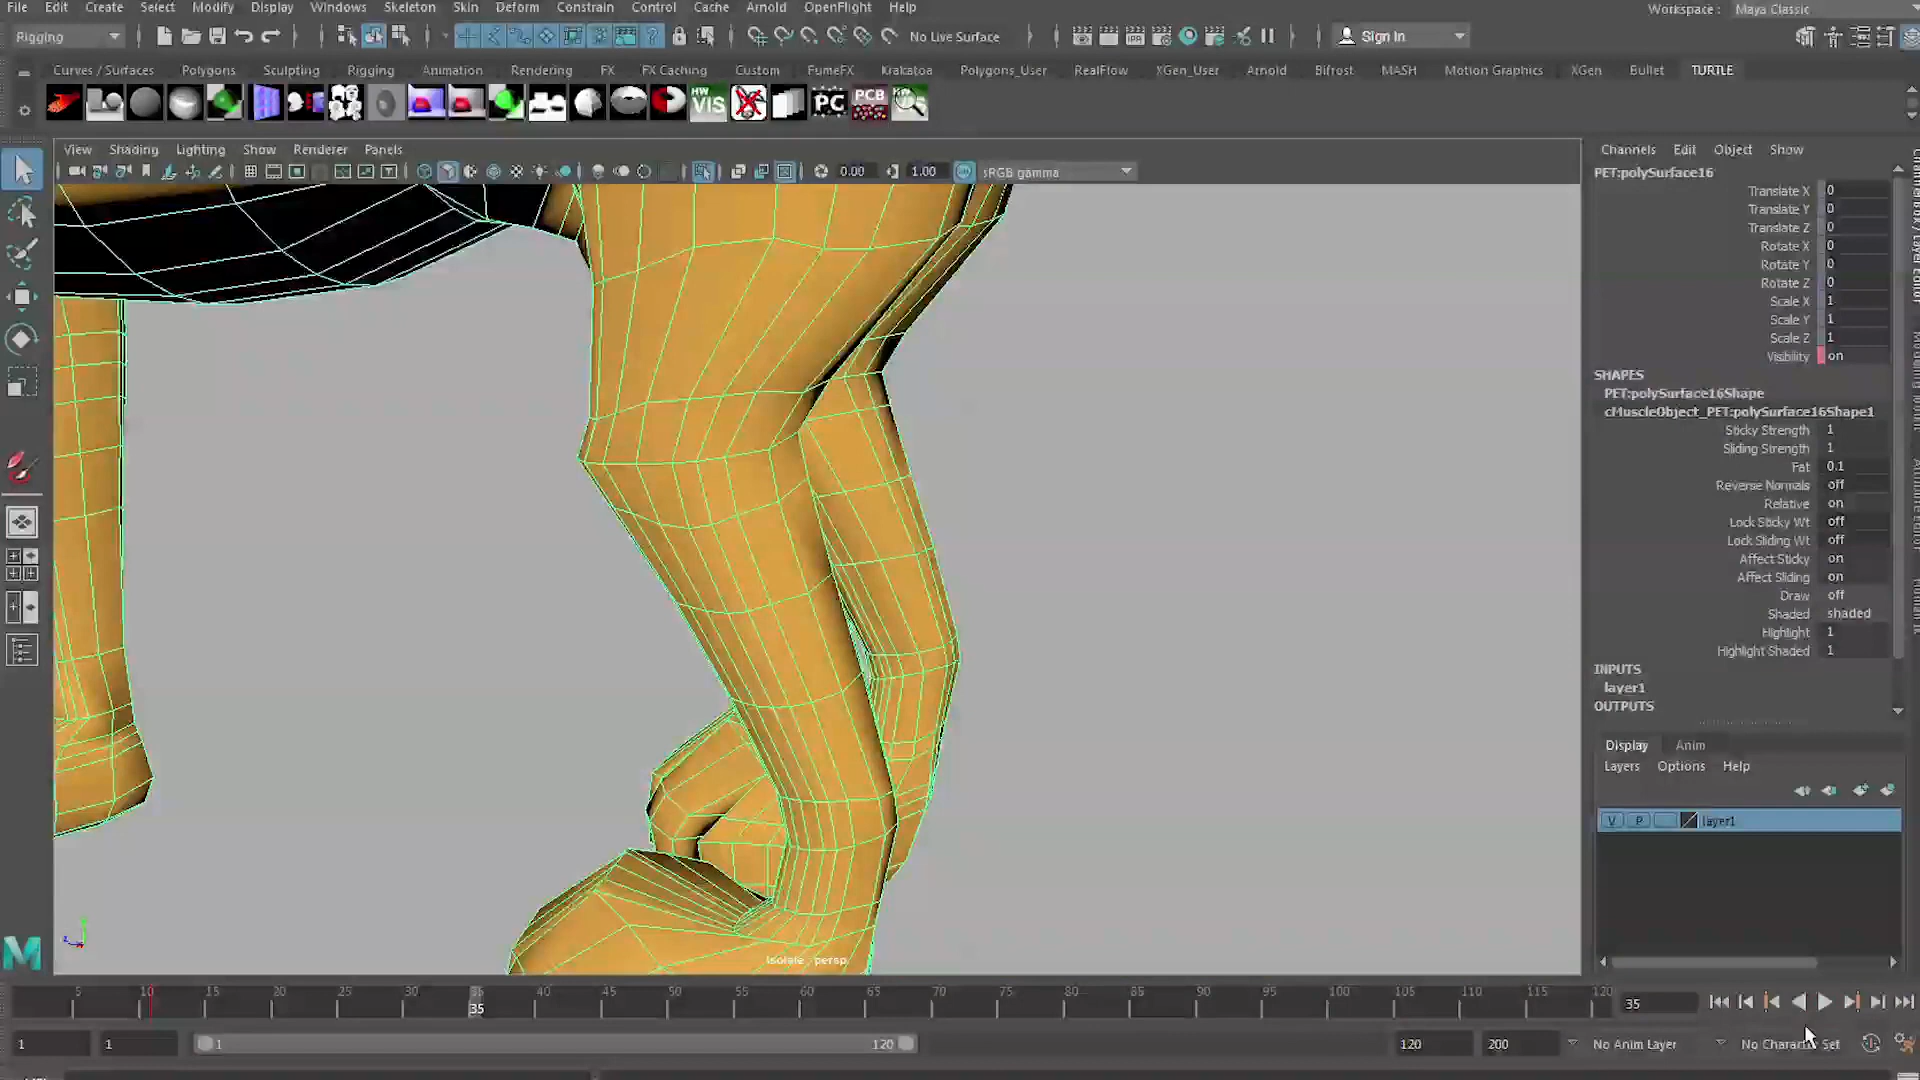 File Edit Create Select Modify Display Windows Skeleton Skin Deform Constrain Control Cache Arnold OpenFlight Help Workspace : Maya Classic
Rigging No Live Surface Sign In
Curves / Surfaces Polygons Sculpting Rigging Animation Rendering FX FX Caching Custom FumeFX Krakatoa Polygons_User RealFlow XGen_User Arnold Bifrost MASH Motion Graphics XGen Bullet TURTLE
HW VIS PC PCB
View Shading Lighting Show Renderer Panels
0.00 1.00 sRGB gamma
Channels Edit Object Show
PET:polySurface16
Translate X 0
Translate Y 0
Translate Z 0
Rotate X 0
Rotate Y 0
Rotate Z 0
Scale X 1
Scale Y 1
Scale Z 1
Visibility on
SHAPES
PET:polySurface16Shape
cMuscleObject_PET:polySurface16Shape1
Sticky Strength 1
Sliding Strength 1
Fat 0.1
Reverse Normals off
Relative on
Lock Sticky Wt off
Lock Sliding Wt off
Affect Sticky on
Affect Sliding on
Draw off
Shaded shaded
Highlight 1
Highlight Shaded 1
INPUTS
layer1
OUTPUTS
Display Anim
Layers Options Help
V P layer1
Isolate : persp
5 10 15 20 25 30 35 40 45 50 55 60 65 70 75 80 85 90 95 100 105 110 115 120
35 35
1 1 1 120 120 200 No Anim Layer No Character Set